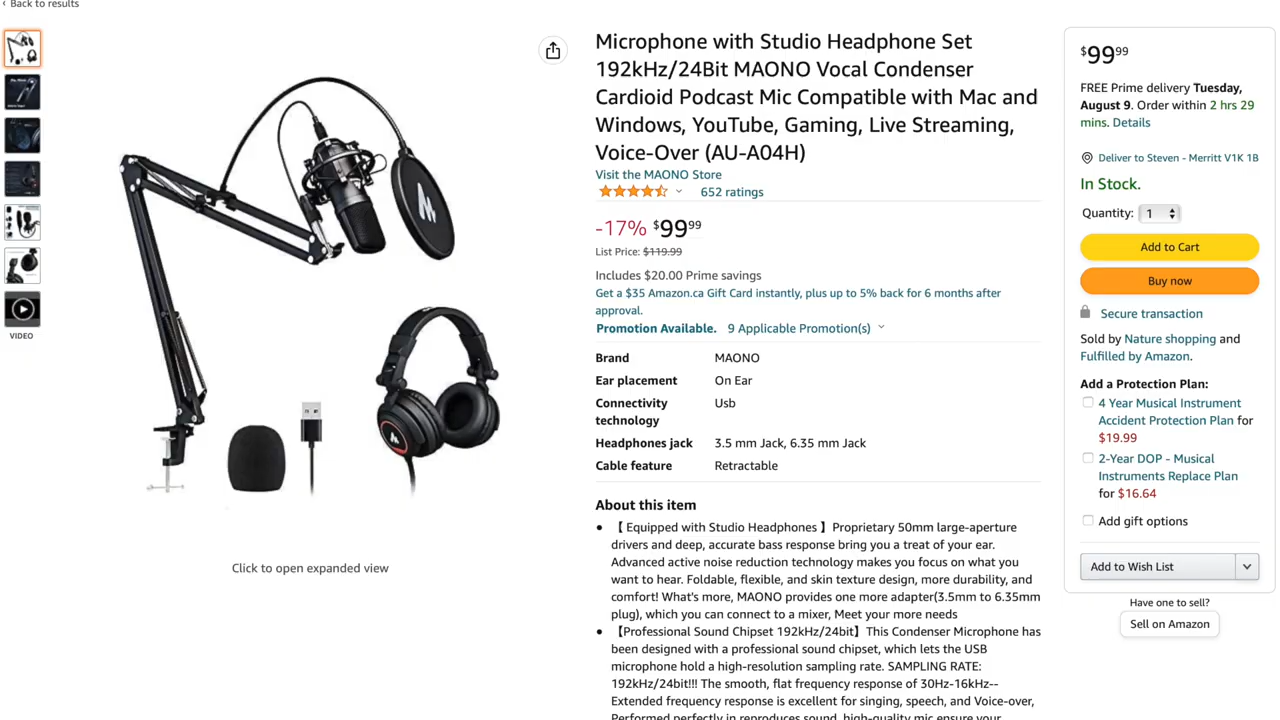 ‹ Back to results
VIDEO
Click to open expanded view
Microphone with Studio Headphone Set
192kHz/24Bit MAONO Vocal Condenser
Cardioid Podcast Mic Compatible with Mac and
Windows, YouTube, Gaming, Live Streaming,
Voice-Over (AU-A04H)
Visit the MAONO Store
652 ratings
-17% $99 99
List Price: $119.99
Includes $20.00 Prime savings
Get a $35 Amazon.ca Gift Card instantly, plus up to 5% back for 6 months after
approval.
Promotion Available. 9 Applicable Promotion(s)
Brand MAONO
Ear placement On Ear
Connectivity Usb
technology
Headphones jack 3.5 mm Jack, 6.35 mm Jack
Cable feature Retractable
About this item
• 【 Equipped with Studio Headphones 】Proprietary 50mm large-aperture
drivers and deep, accurate bass response bring you a treat of your ear.
Advanced active noise reduction technology makes you focus on what you
want to hear. Foldable, flexible, and skin texture design, more durability, and
comfort! What's more, MAONO provides one more adapter(3.5mm to 6.35mm
plug), which you can connect to a mixer, Meet your more needs
• 【Professional Sound Chipset 192kHz/24bit】This Condenser Microphone has
been designed with a professional sound chipset, which lets the USB
microphone hold a high-resolution sampling rate. SAMPLING RATE:
192kHz/24bit!!! The smooth, flat frequency response of 30Hz-16kHz--
Extended frequency response is excellent for singing, speech, and Voice-over,
Performed perfectly in reproduces sound, high-quality mic ensure your
$99 99
FREE Prime delivery Tuesday,
August 9. Order within 2 hrs 29
mins. Details
Deliver to Steven - Merritt V1K 1B
In Stock.
Quantity: 1
Add to Cart
Buy now
Secure transaction
Sold by Nature shopping and
Fulfilled by Amazon.
Add a Protection Plan:
4 Year Musical Instrument
Accident Protection Plan for
$19.99
2-Year DOP - Musical
Instruments Replace Plan
for $16.64
Add gift options
Add to Wish List
Have one to sell?
Sell on Amazon